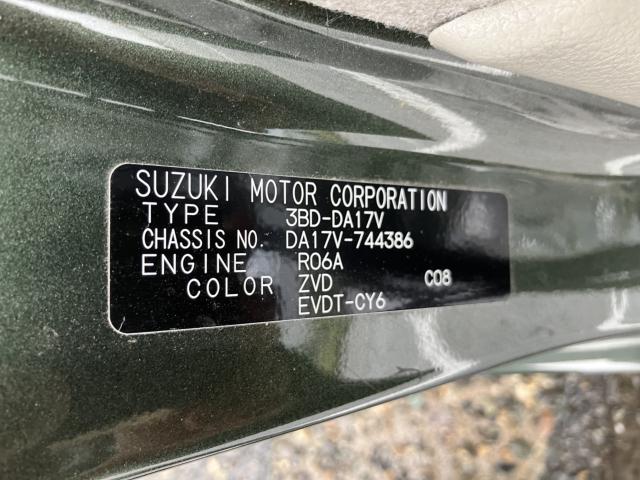 SUZUKI MOTOR CORPORATION
TYPE 3BD-DA17V
CHASSIS NO. DA17V-744386
ENGINE R06A
COLOR ZVD C08
EVDT-CY6